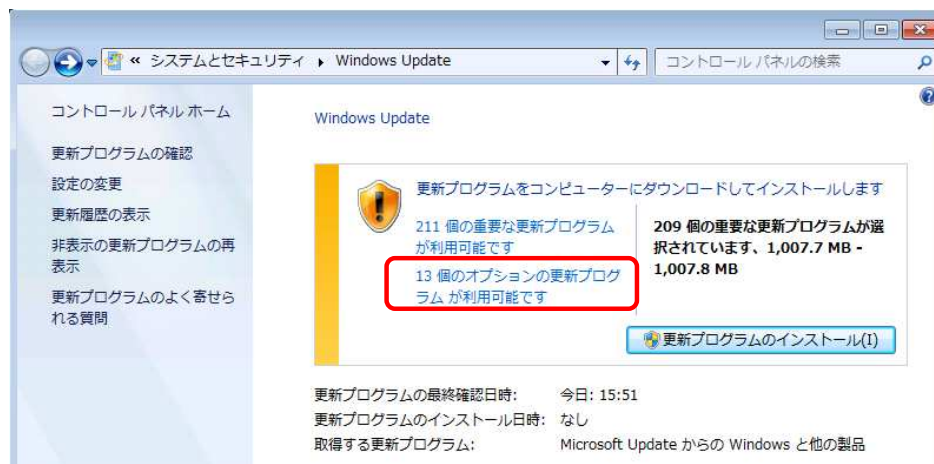 « システムとセキュリティ ▸ Windows Update
コントロール パネルの検索
コントロール パネル ホーム
更新プログラムの確認
設定の変更
更新履歴の表示
非表示の更新プログラムの再
表示
更新プログラムのよく寄せら
れる質問
Windows Update
更新プログラムをコンピューターにダウンロードしてインストールします
211 個の重要な更新プログラム
が利用可能です
13 個のオプションの更新プログ
ラム が利用可能です
209 個の重要な更新プログラムが選
択されています、1,007.7 MB -
1,007.8 MB
更新プログラムのインストール(I)
更新プログラムの最終確認日時: 今日: 15:51
更新プログラムのインストール日時: なし
取得する更新プログラム: Microsoft Update からの Windows と他の製品